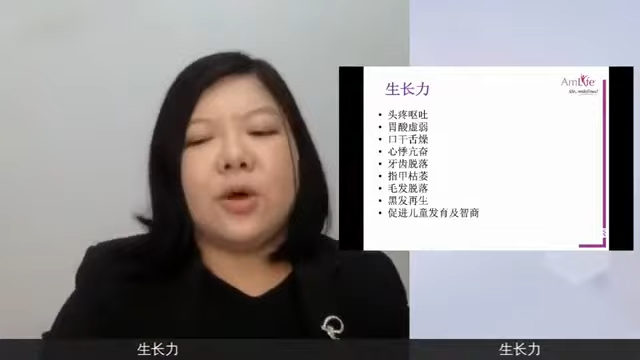 生长力
AmLife
life, redefined!
• 头疼呕吐
• 胃酸虚弱
• 口干舌燥
• 心悸亢奋
• 牙齿脱落
• 指甲枯萎
• 毛发脱落
• 黑发再生
• 促进儿童发育及智商
生长力
生长力